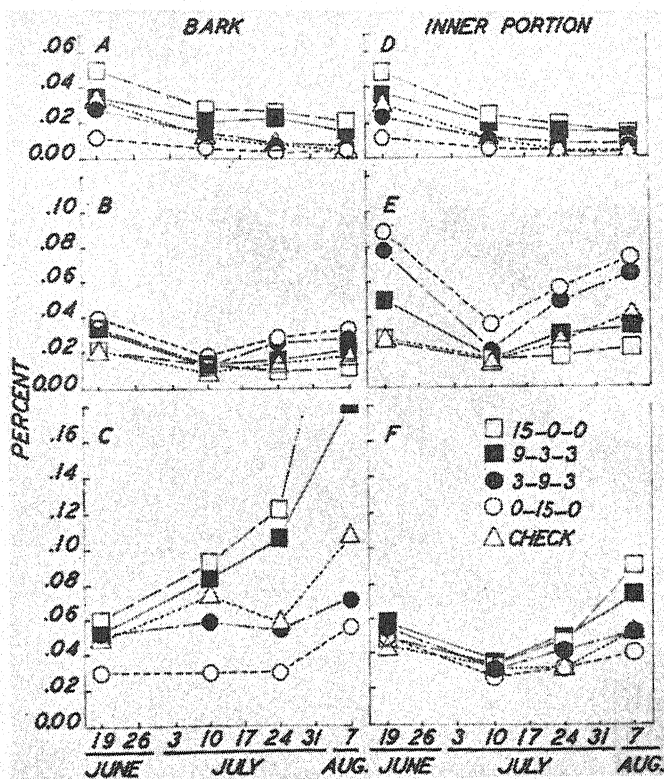 BARK INNER PORTION
.06 A D
.04
.02
0.00
.10 B E
.08
.06
.04
.02
0.00
PERCENT
.16 C F
.12
.10
.08
.06
.04
.02
0.00
15-0-0
9-3-3
3-9-3
0-15-0
CHECK
19 26 3 10 17 24 31 7 19 26 3 10 17 24 31 7
JUNE JULY AUG. JUNE JULY AUG.